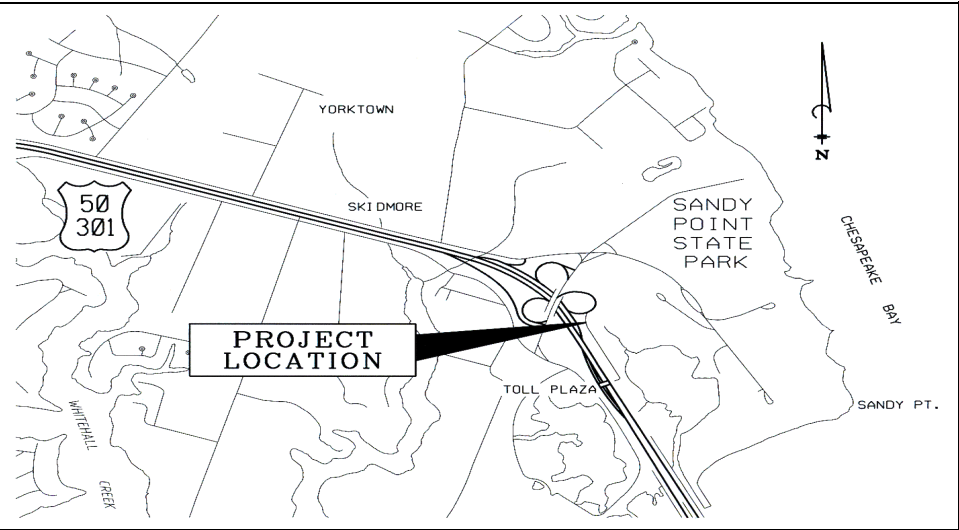 YORKTOWN
N
50
301
SKIDMORE
SANDY
POINT
STATE
PARK
CHESAPEAKE BAY
PROJECT
LOCATION
TOLL PLAZA
WHITEHALL
CREEK
SANDY PT.